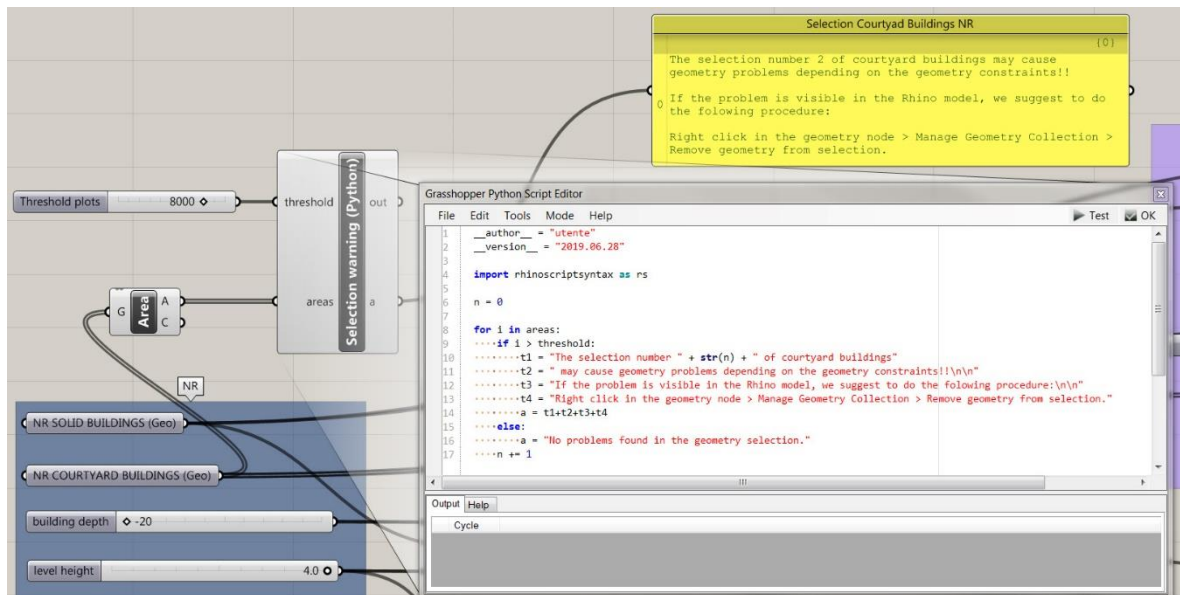 Selection Courtyad Buildings NR
{0}
The selection number 2 of courtyard buildings may cause
geometry problems depending on the geometry constraints!!
0
If the problem is visible in the Rhino model, we suggest to do
the folowing procedure:
Right click in the geometry node > Manage Geometry Collection >
Remove geometry from selection.
Threshold plots
8000
threshold
areas
Selection warning (Python)
out
a
G
Area
A
C
NR
NR SOLID BUILDINGS (Geo)
NR COURTYARD BUILDINGS (Geo)
building depth
-20
level height
4.0
Grasshopper Python Script Editor
File Edit Tools Mode Help
Test OK
1 __author__ = "utente"
2 __version__ = "2019.06.28"
3
4 import rhinoscriptsyntax as rs
5
6 n = 0
7
8 for i in areas:
9 ····if i > threshold:
10 ········t1 = "The selection number " + str(n) + " of courtyard buildings"
11 ········t2 = " may cause geometry problems depending on the geometry constraints!!\n\n"
12 ········t3 = "If the problem is visible in the Rhino model, we suggest to do the folowing procedure:\n\n"
13 ········t4 = "Right click in the geometry node > Manage Geometry Collection > Remove geometry from selection."
14 ········a = t1+t2+t3+t4
15 ····else:
16 ········a = "No problems found in the geometry selection."
17 ····n += 1
Output Help
Cycle